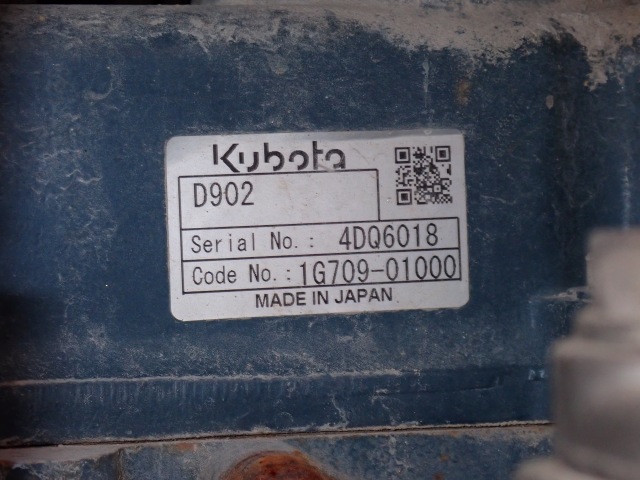 Kubota
D902
Serial No.: 4DQ6018
Code No.: 1G709-01000
MADE IN JAPAN